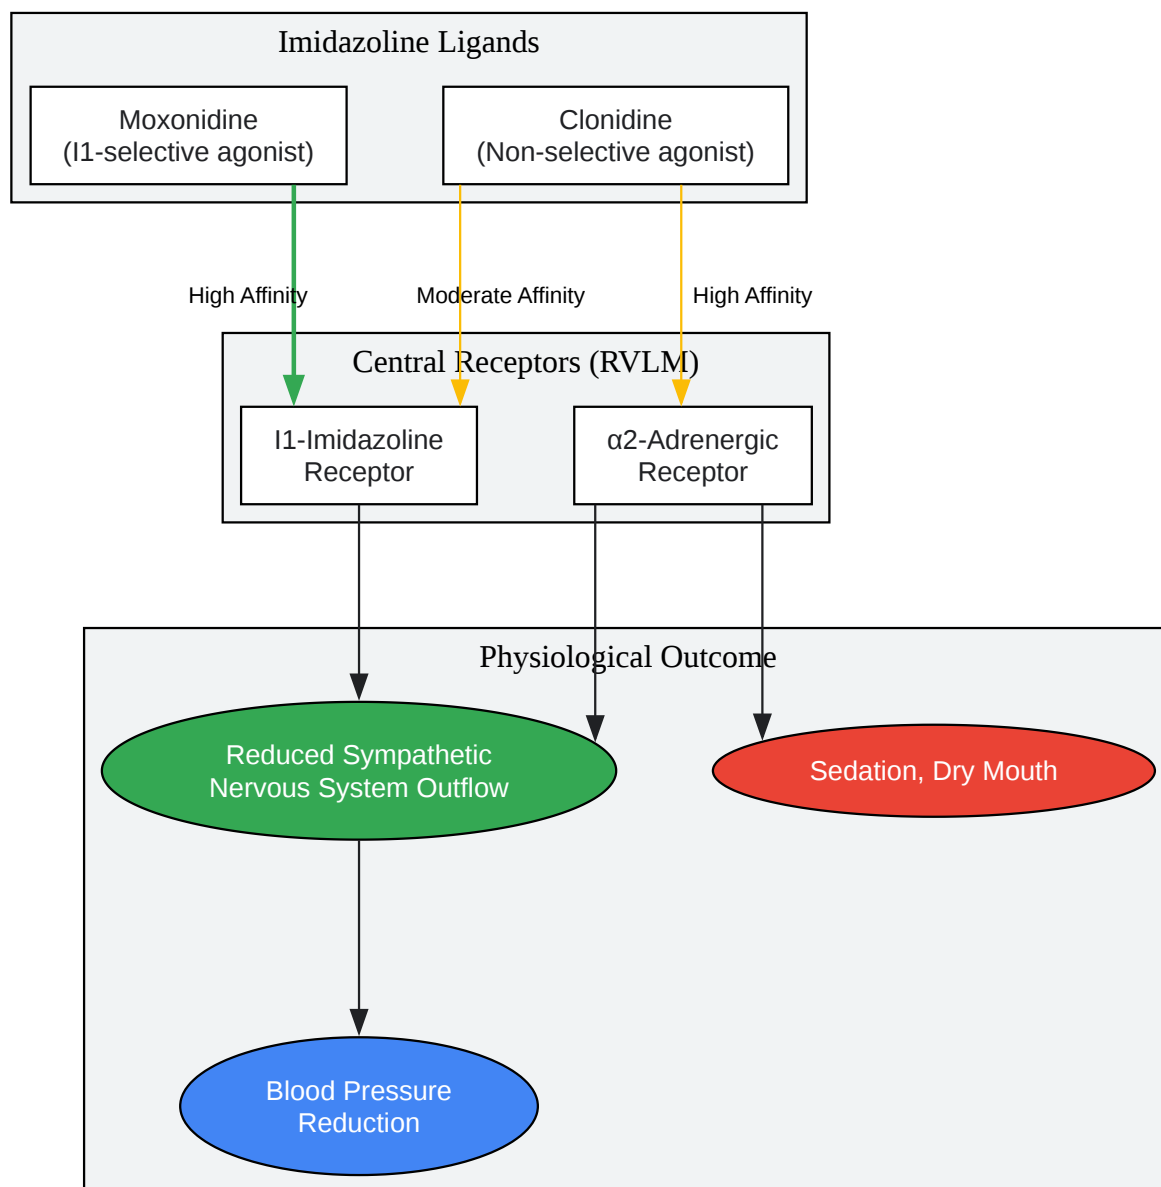 Imidazoline Ligands
Moxonidine
(I1-selective agonist)
Clonidine
(Non-selective agonist)
High Affinity
Moderate Affinity
High Affinity
Central Receptors (RVLM)
I1-Imidazoline
Receptor
α2-Adrenergic
Receptor
Physiological Outcome
Reduced Sympathetic
Nervous System Outflow
Sedation, Dry Mouth
Blood Pressure
Reduction